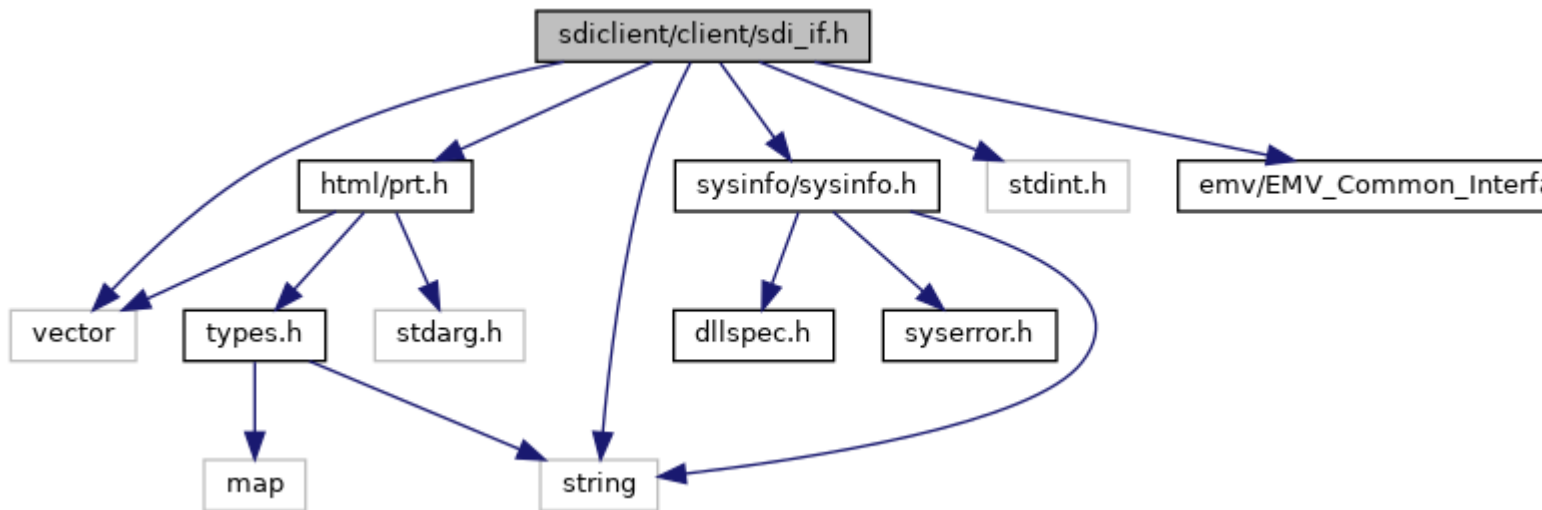 sdiclient/client/sdi_if.h
html/prt.h
sysinfo/sysinfo.h
stdint.h
emv/EMV_Common_Interfa
vector
types.h
stdarg.h
dllspec.h
syserror.h
map
string